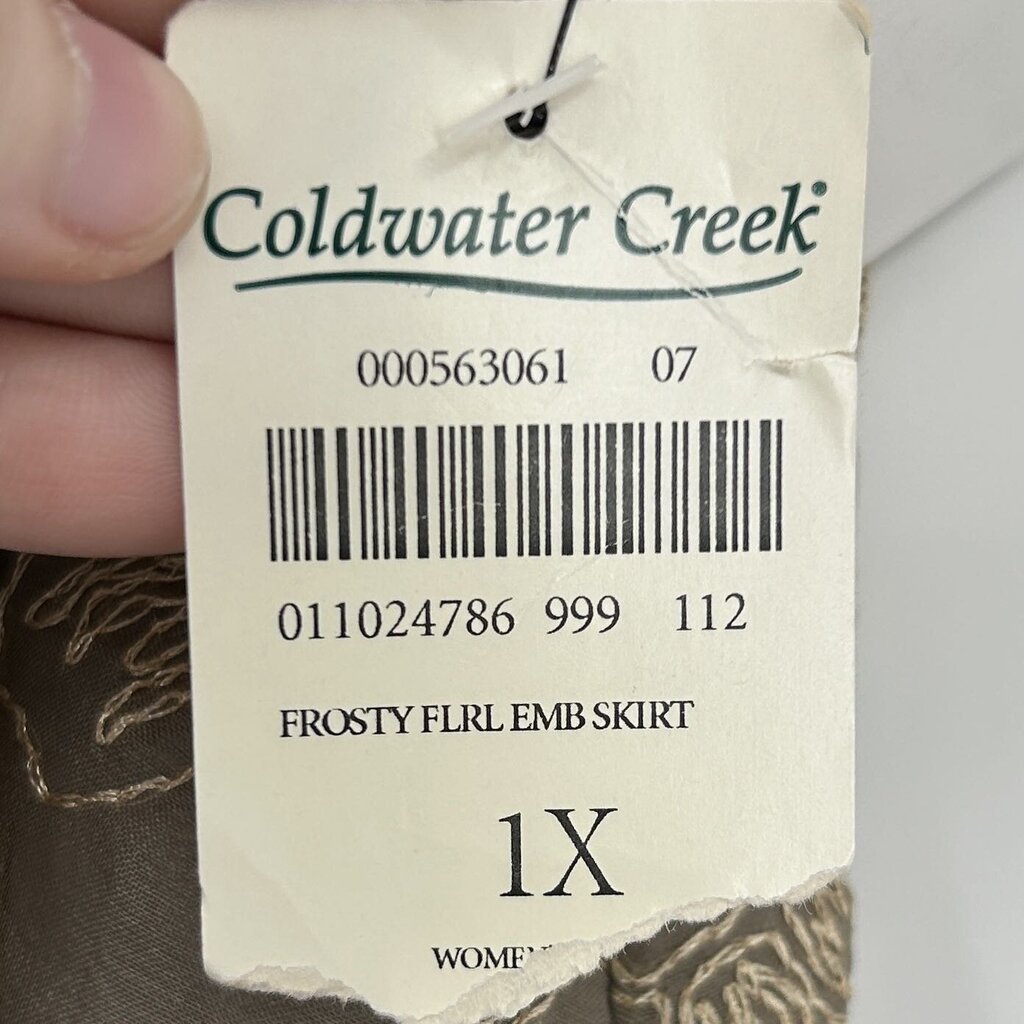 Coldwater Creek®
000563061 07
011024786 999 112
FROSTY FLRL EMB SKIRT
1X